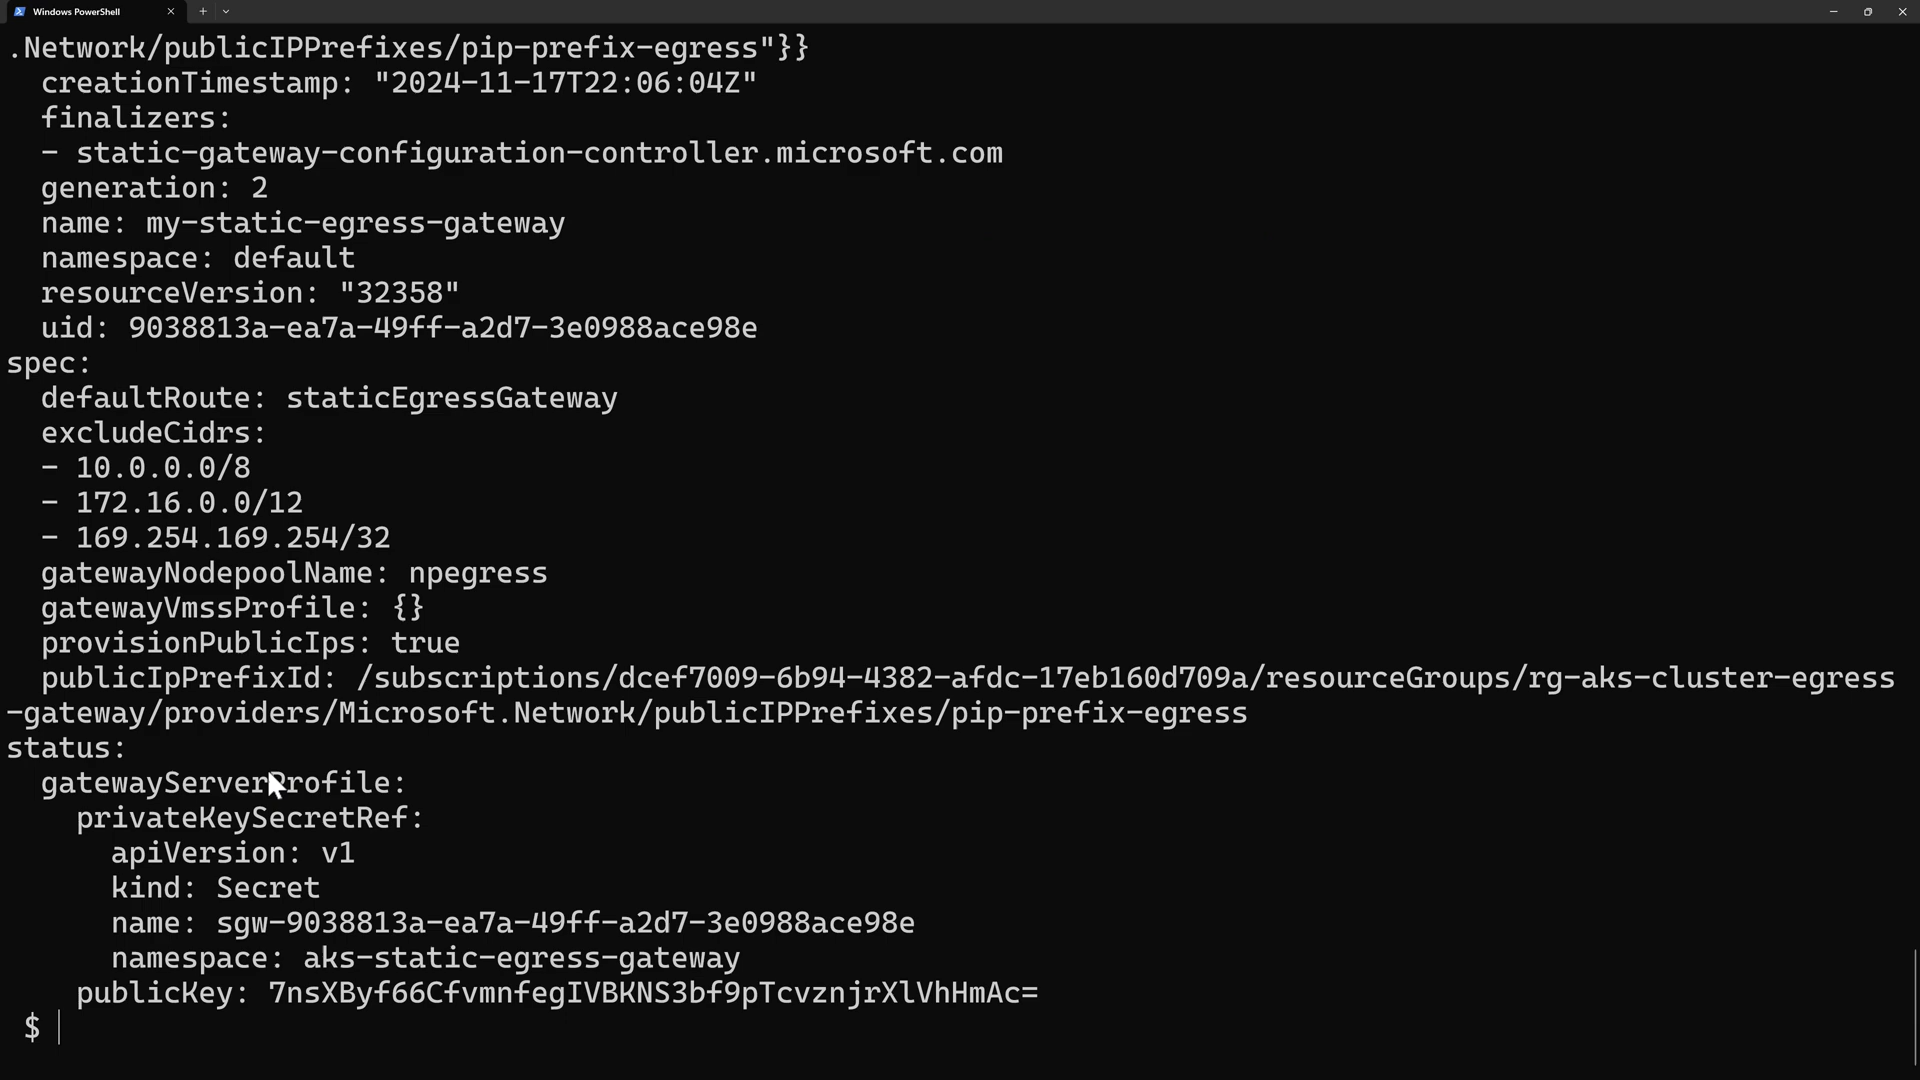 Windows PowerShell
.Network/publicIPPrefixes/pip-prefix-egress"}}
  creationTimestamp: "2024-11-17T22:06:04Z"
  finalizers:
  - static-gateway-configuration-controller.microsoft.com
  generation: 2
  name: my-static-egress-gateway
  namespace: default
  resourceVersion: "32358"
  uid: 9038813a-ea7a-49ff-a2d7-3e0988ace98e
spec:
  defaultRoute: staticEgressGateway
  excludeCidrs:
  - 10.0.0.0/8
  - 172.16.0.0/12
  - 169.254.169.254/32
  gatewayNodepoolName: npegress
  gatewayVmssProfile: {}
  provisionPublicIps: true
  publicIpPrefixId: /subscriptions/dcef7009-6b94-4382-afdc-17eb160d709a/resourceGroups/rg-aks-cluster-egress
-gateway/providers/Microsoft.Network/publicIPPrefixes/pip-prefix-egress
status:
  gatewayServerProfile:
    privateKeySecretRef:
      apiVersion: v1
      kind: Secret
      name: sgw-9038813a-ea7a-49ff-a2d7-3e0988ace98e
      namespace: aks-static-egress-gateway
    publicKey: 7nsXByf66CfvmnfegIVBKNS3bf9pTcvznjrXlVhHmAc=
 $